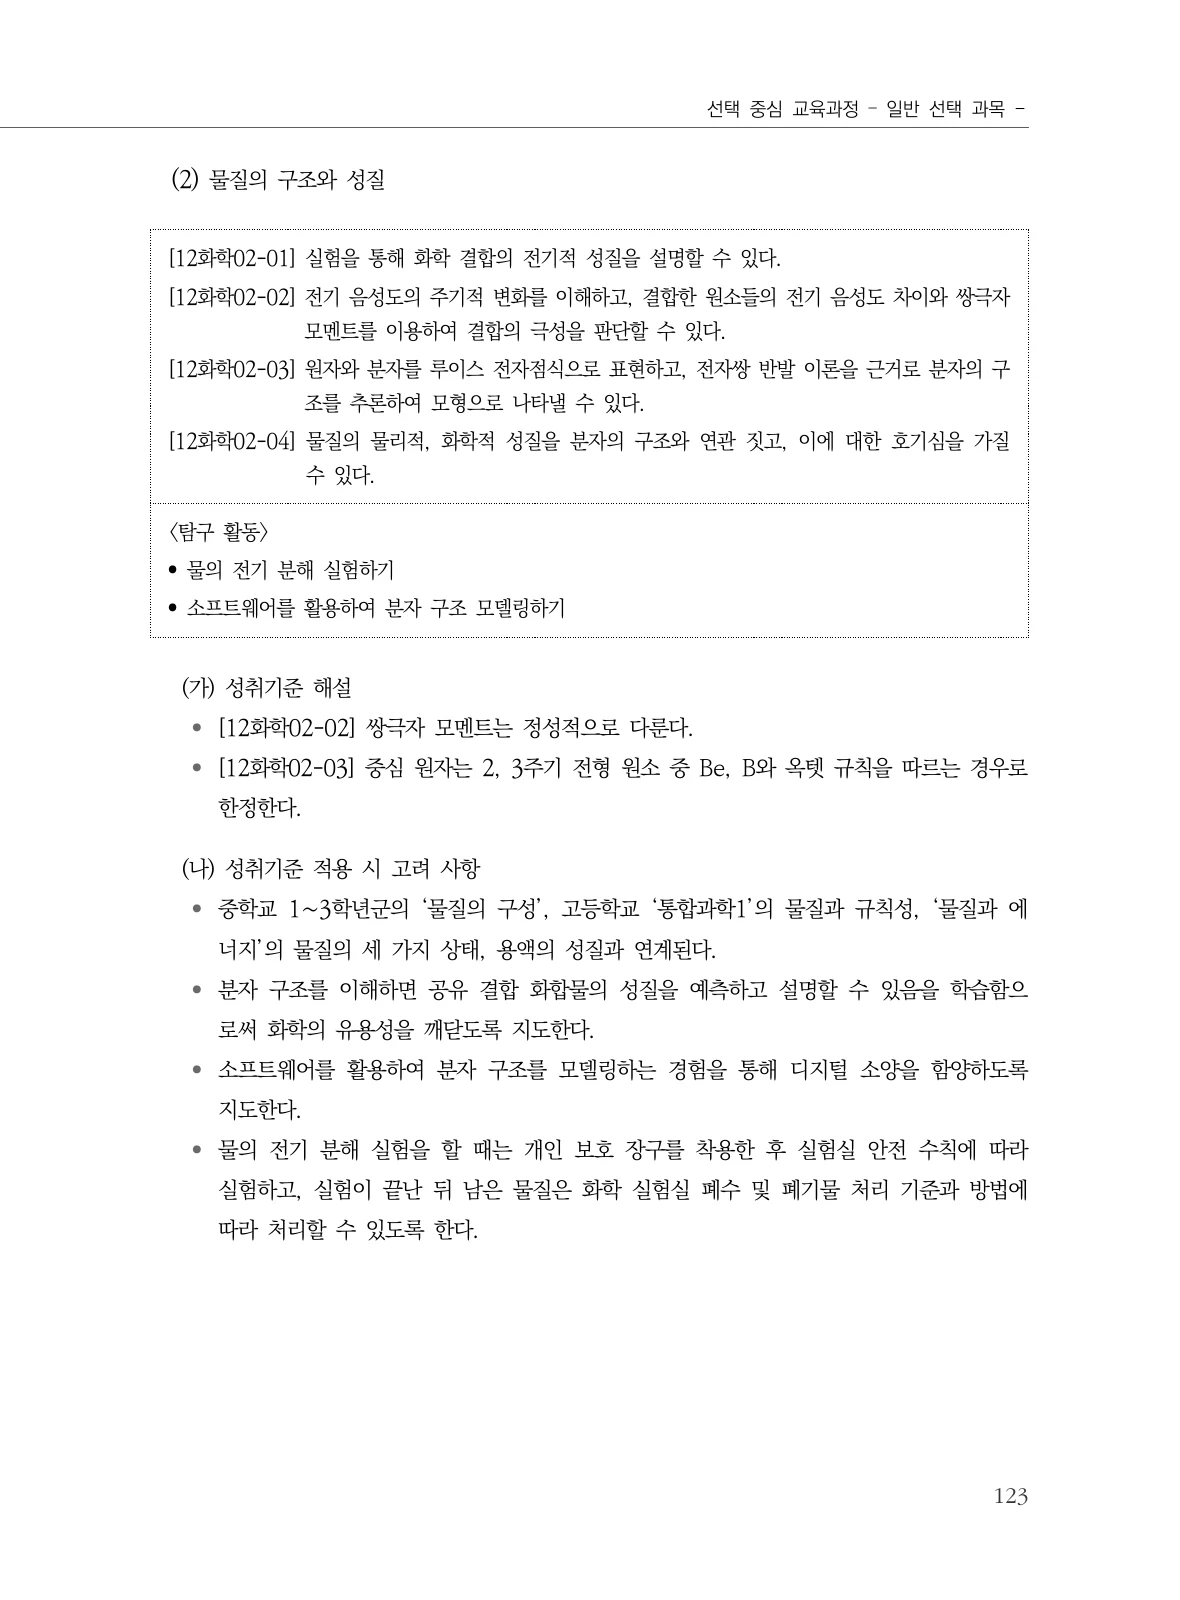 선택 중심 교육과정 - 일반 선택 과목 -
(2) 물질의 구조와 성질
[12화학02-01] 실험을 통해 화학 결합의 전기적 성질을 설명할 수 있다.
[12화학02-02] 전기 음성도의 주기적 변화를 이해하고, 결합한 원소들의 전기 음성도 차이와 쌍극자
모멘트를 이용하여 결합의 극성을 판단할 수 있다.
[12화학02-03] 원자와 분자를 루이스 전자점식으로 표현하고, 전자쌍 반발 이론을 근거로 분자의 구
조를 추론하여 모형으로 나타낼 수 있다.
[12화학02-04] 물질의 물리적, 화학적 성질을 분자의 구조와 연관 짓고, 이에 대한 호기심을 가질
수 있다.
〈탐구 활동〉
• 물의 전기 분해 실험하기
• 소프트웨어를 활용하여 분자 구조 모델링하기
(가) 성취기준 해설
• [12화학02-02] 쌍극자 모멘트는 정성적으로 다룬다.
• [12화학02-03] 중심 원자는 2, 3주기 전형 원소 중 Be, B와 옥텟 규칙을 따르는 경우로
한정한다.
(나) 성취기준 적용 시 고려 사항
• 중학교 1~3학년군의 ‘물질의 구성’, 고등학교 ‘통합과학1’의 물질과 규칙성, ‘물질과 에
너지’의 물질의 세 가지 상태, 용액의 성질과 연계된다.
• 분자 구조를 이해하면 공유 결합 화합물의 성질을 예측하고 설명할 수 있음을 학습함으
로써 화학의 유용성을 깨닫도록 지도한다.
• 소프트웨어를 활용하여 분자 구조를 모델링하는 경험을 통해 디지털 소양을 함양하도록
지도한다.
• 물의 전기 분해 실험을 할 때는 개인 보호 장구를 착용한 후 실험실 안전 수칙에 따라
실험하고, 실험이 끝난 뒤 남은 물질은 화학 실험실 폐수 및 폐기물 처리 기준과 방법에
따라 처리할 수 있도록 한다.
123